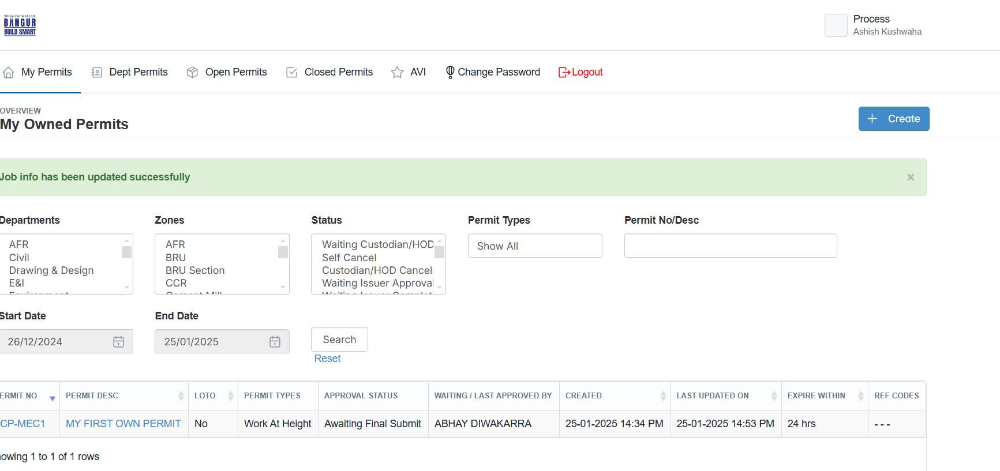 Shree Cement Ltd.
BANGUR
BUILD SMART
Process
Ashish Kushwaha
My Permits Dept Permits Open Permits Closed Permits AVI Change Password Logout
OVERVIEW
My Owned Permits
Create
Job info has been updated successfully
×
Departments Zones Status Permit Types Permit No/Desc
AFR AFR Waiting Custodian/HOD Show All
Civil BRU Self Cancel
Drawing & Design BRU Section Custodian/HOD Cancell
E&I CCR Waiting Issuer Approval
Environment Cement Mill
Start Date End Date
26/12/2024 25/01/2025 Search
Reset
ERMIT NO PERMIT DESC LOTO PERMIT TYPES APPROVAL STATUS WAITING / LAST APPROVED BY CREATED LAST UPDATED ON EXPIRE WITHIN REF CODES
CP-MEC1 MY FIRST OWN PERMIT No Work At Height Awaiting Final Submit ABHAY DIWAKARRA 25-01-2025 14:34 PM 25-01-2025 14:53 PM 24 hrs - - -
owing 1 to 1 of 1 rows